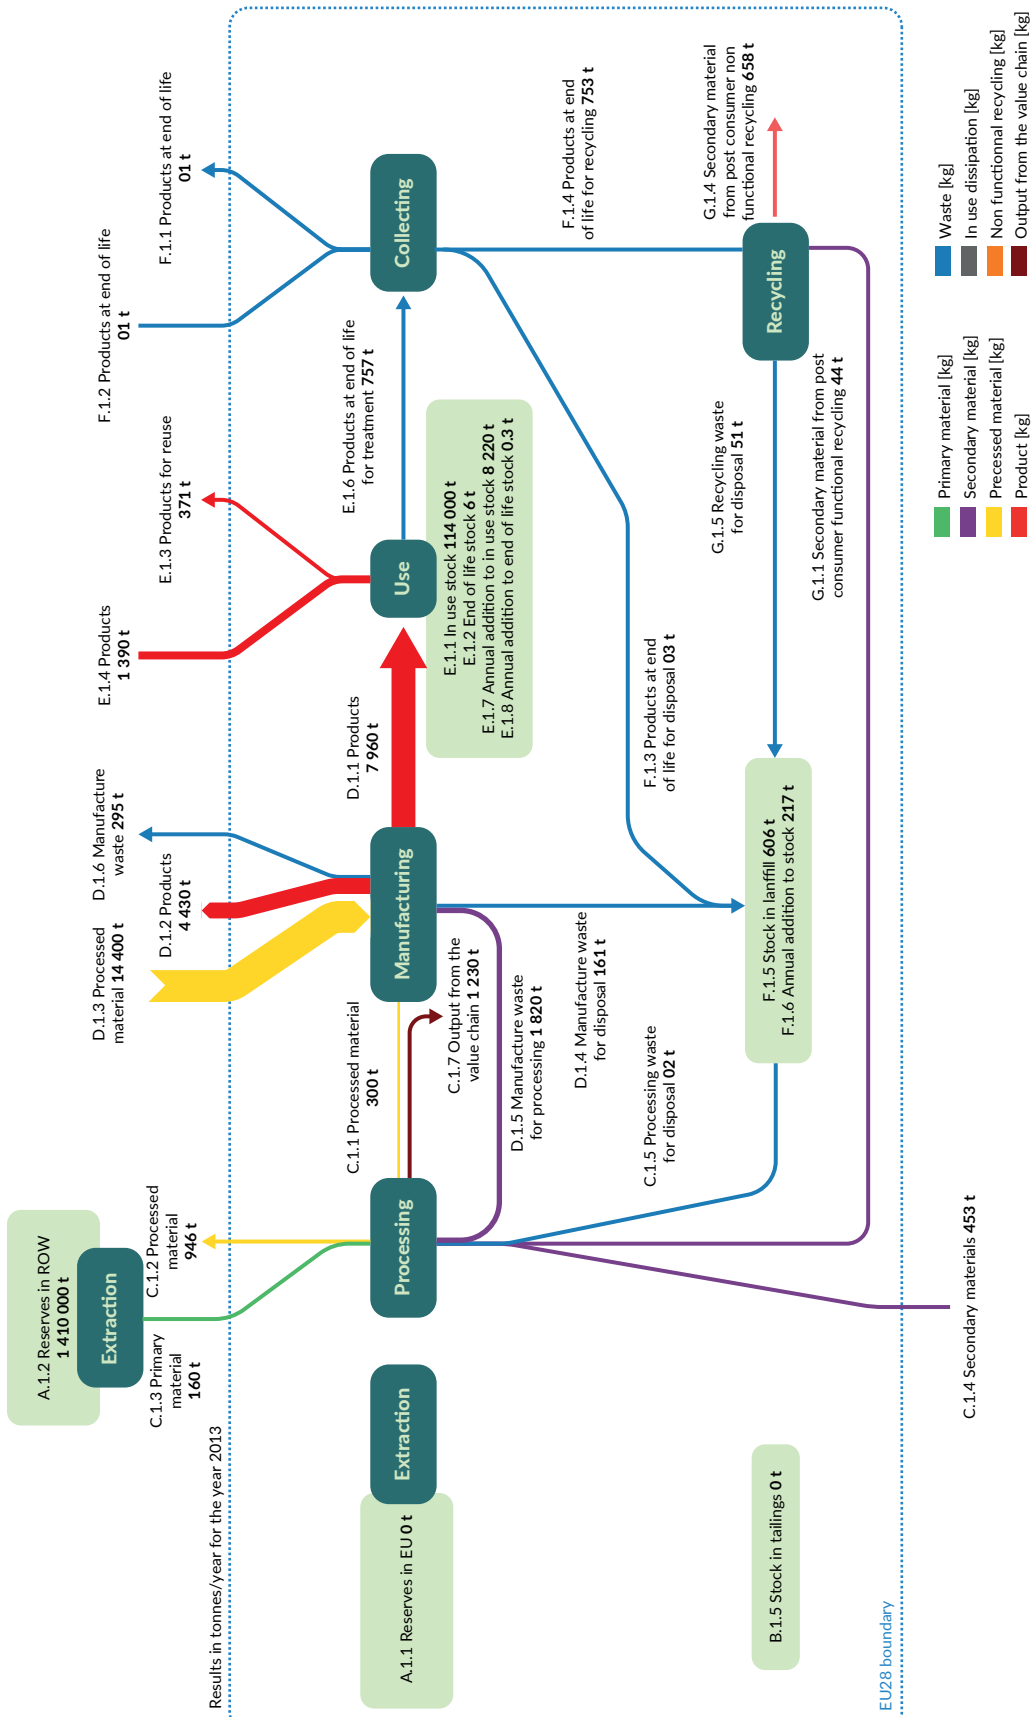 A.1.2 Reserves in ROW
1 410 000 t
Extraction
C.1.3 Primary
material
160 t
C.1.2 Processed
material
946 t
D.1.3 Processed
material 14 400 t
D.1.2 Products
4 430 t
D.1.6 Manufacture
waste 295 t
E.1.4 Products
1 390 t
E.1.3 Products for reuse
371 t
F.1.2 Products at end of life
01 t
F.1.1 Products at end of life
01 t
Results in tonnes/year for the year 2013
A.1.1 Reserves in EU 0 t
Extraction
Processing
C.1.1 Processed material
300 t
Manufacturing
D.1.1 Products
7 960 t
Use
E.1.6 Products at end of life
for treatment 757 t
Collecting
C.1.7 Output from the
value chain 1 230 t
E.1.1 In use stock 114 000 t
E.1.2 End of life stock 6 t
E.1.7 Annual addition to in use stock 8 220 t
E.1.8 Annual addition to end of life stock 0.3 t
D.1.5 Manufacture waste
for processing 1 820 t
D.1.4 Manufacture waste
for disposal 161 t
F.1.4 Products at end
of life for recycling 753 t
C.1.5 Processing waste
for disposal 02 t
F.1.3 Products at end
of life for disposal 03 t
G.1.5 Recycling waste
for disposal 51 t
G.1.4 Secondary material
from post consumer non
functional recycling 658 t
B.1.5 Stock in tailings 0 t
F.1.5 Stock in lanffill 606 t
F.1.6 Annual addition to stock 217 t
Recycling
G.1.1 Secondary material from post
consumer functional recycling 44 t
EU28 boundary
C.1.4 Secondary materials 453 t
Primary material [kg]
Secondary material [kg]
Precessed material [kg]
Product [kg]
Waste [kg]
In use dissipation [kg]
Non functionnal recycling [kg]
Output from the value chain [kg]